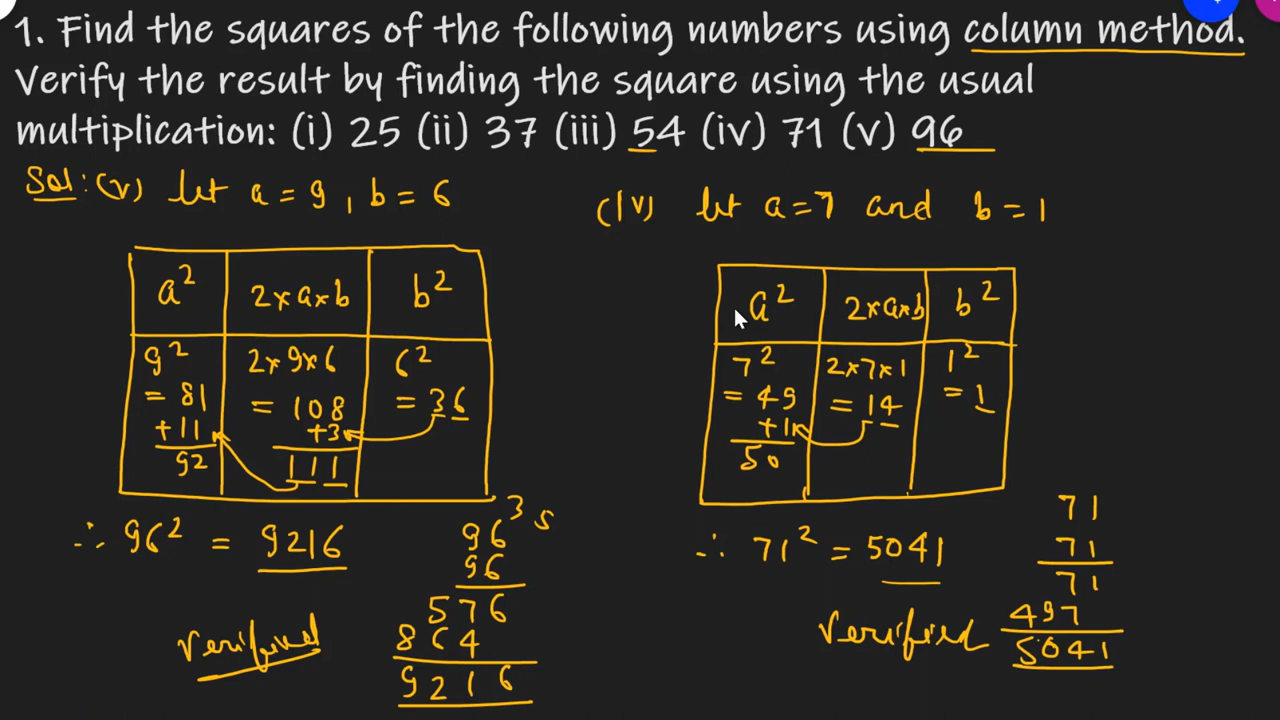 1. Find the squares of the following numbers using column method.
Verify the result by finding the square using the usual
multiplication: (i) 25 (ii) 37 (iii) 54 (iv) 71 (v) 96
Sol: (v) let a = 9, b = 6
a² 2×a×b b²
9² 2×9×6 6²
= 81 = 108 = 36
+11 +3
92 111
∴ 96² = 9216
3 5
96
96
576
864
9216
Verified
(iv) let a=7 and b = 1
a² 2×a×b b²
7² 2×7×1 1²
= 49 = 14 = 1
+1
50
∴ 71² = 5041
71
71
71
497
5041
Verified